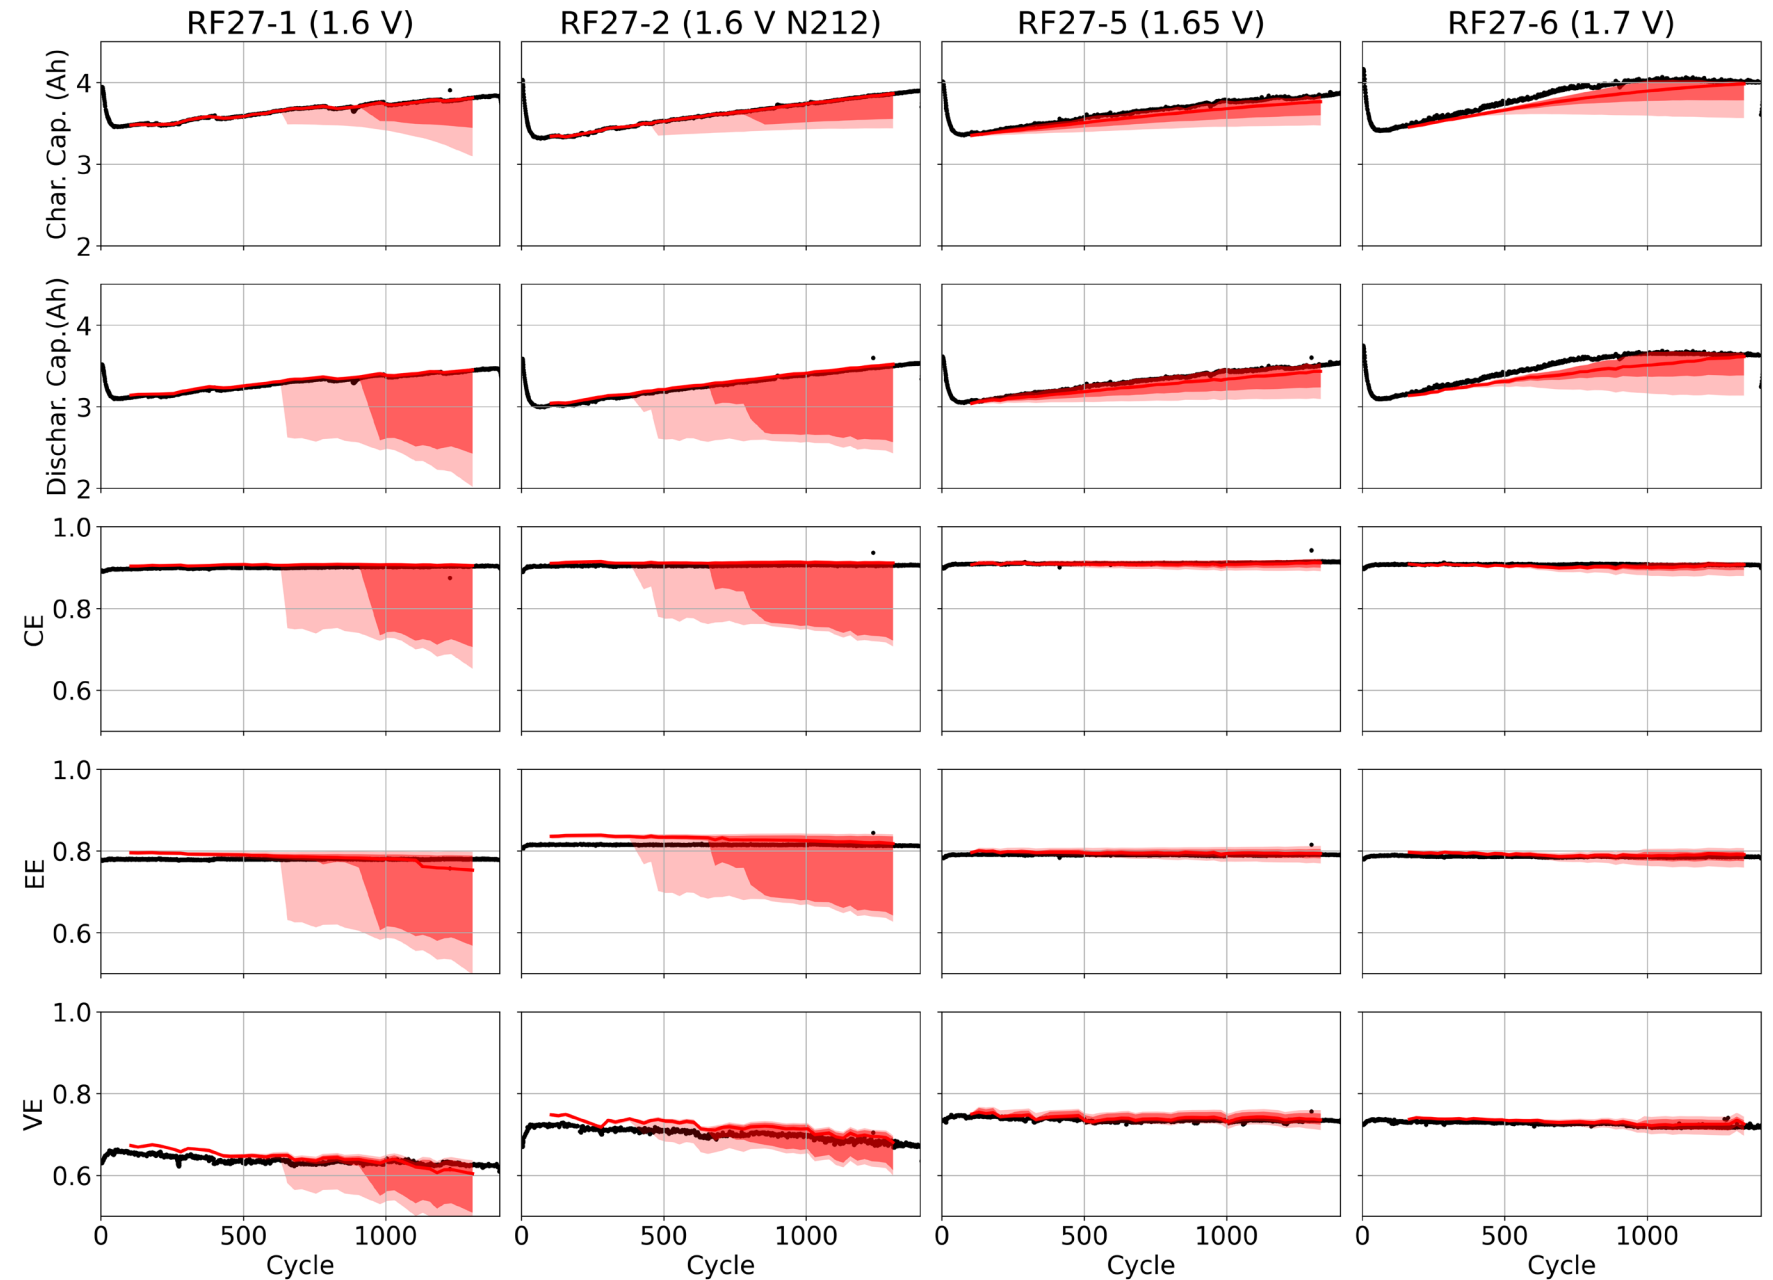 RF27-1 (1.6 V) RF27-2 (1.6 V N212) RF27-5 (1.65 V) RF27-6 (1.7 V)
Char. Cap. (Ah)
4
3
2
Dischar. Cap.(Ah)
4
3
2
CE
1.0
0.8
0.6
EE
1.0
0.8
0.6
VE
1.0
0.8
0.6
0 500 1000 0 500 1000 0 500 1000 0 500 1000
Cycle Cycle Cycle Cycle